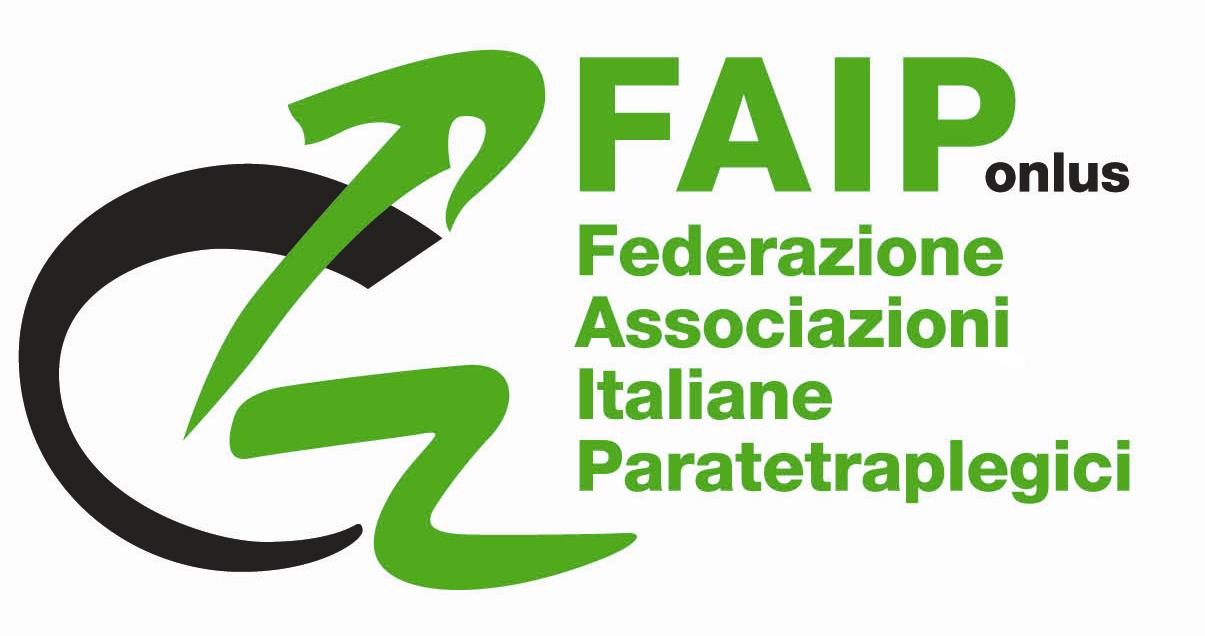 FAIP onlus
Federazione
Associazioni
Italiane
Paratetraplegici